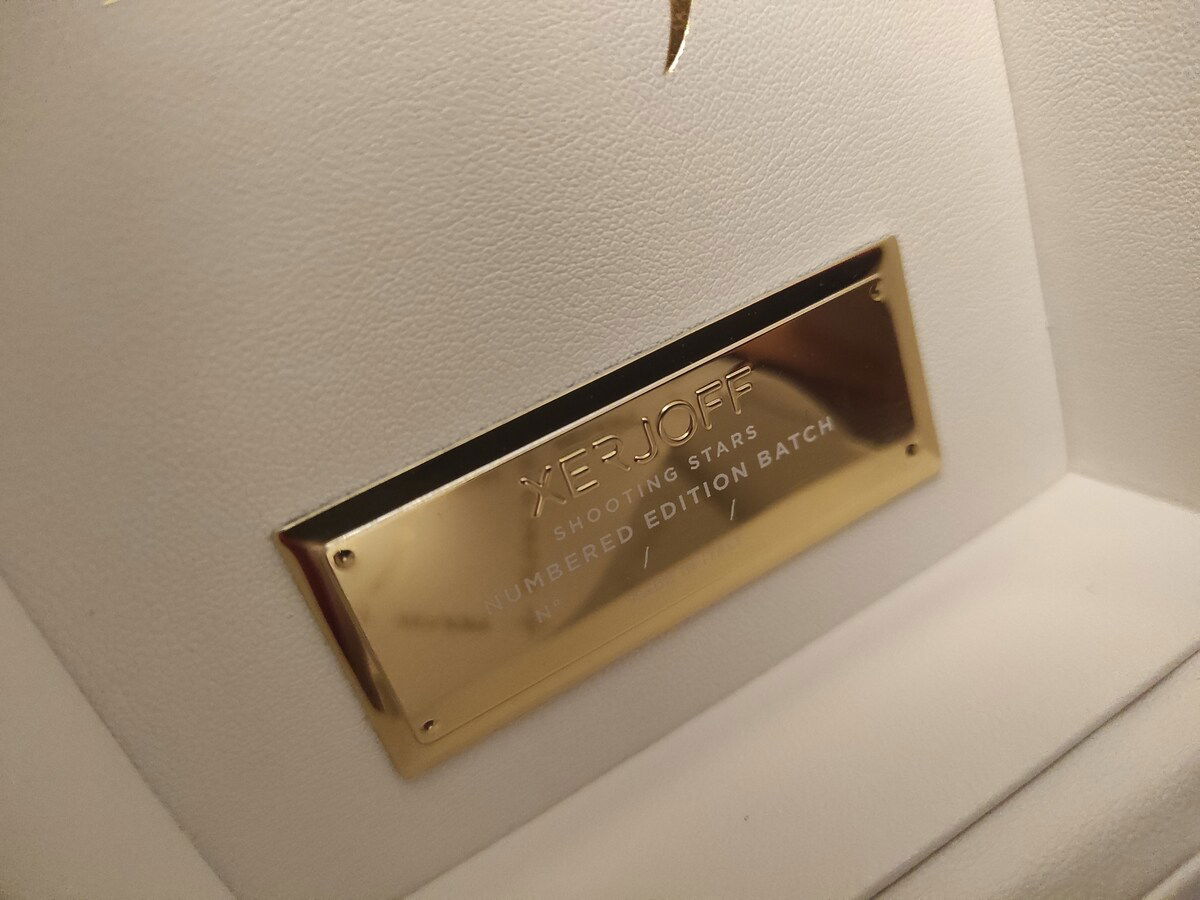 XERJOFF
SHOOTING STARS
NUMBERED EDITION BATCH
N° / /